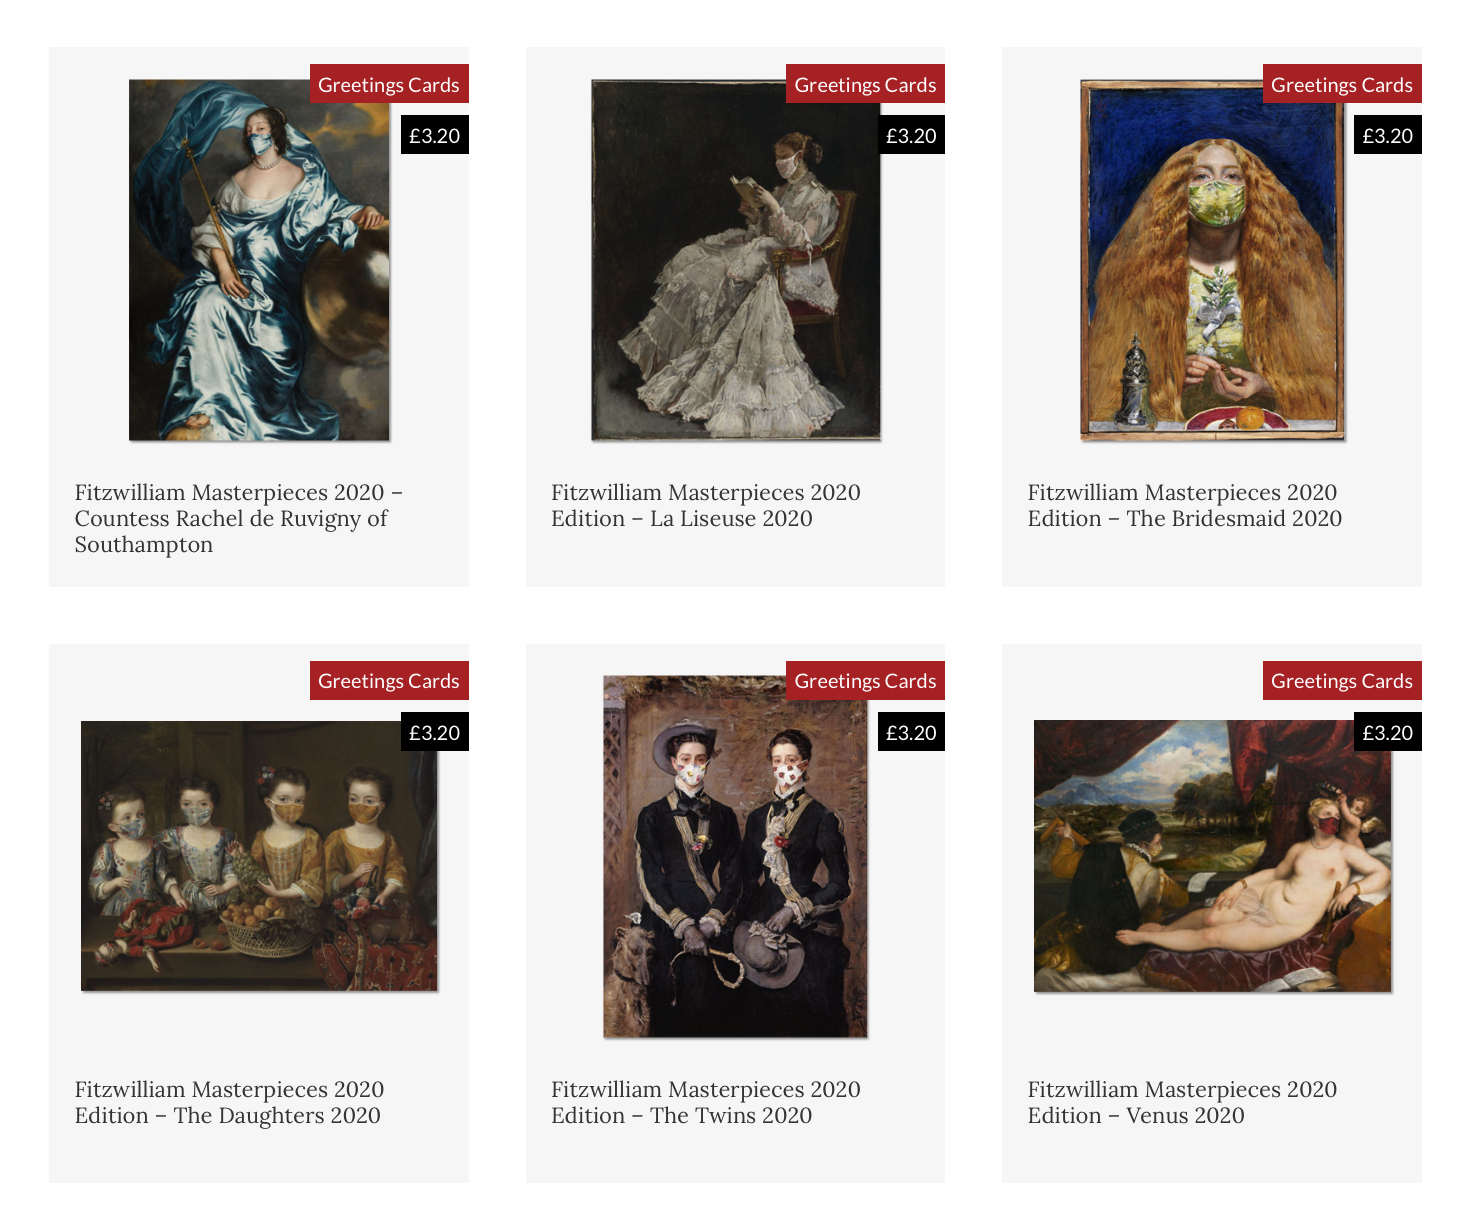 Greetings Cards
£3.20
Fitzwilliam Masterpieces 2020 –
Countess Rachel de Ruvigny of
Southampton
Greetings Cards
£3.20
Fitzwilliam Masterpieces 2020
Edition – La Liseuse 2020
Greetings Cards
£3.20
Fitzwilliam Masterpieces 2020
Edition – The Bridesmaid 2020
Greetings Cards
£3.20
Fitzwilliam Masterpieces 2020
Edition – The Daughters 2020
Greetings Cards
£3.20
Fitzwilliam Masterpieces 2020
Edition – The Twins 2020
Greetings Cards
£3.20
Fitzwilliam Masterpieces 2020
Edition – Venus 2020